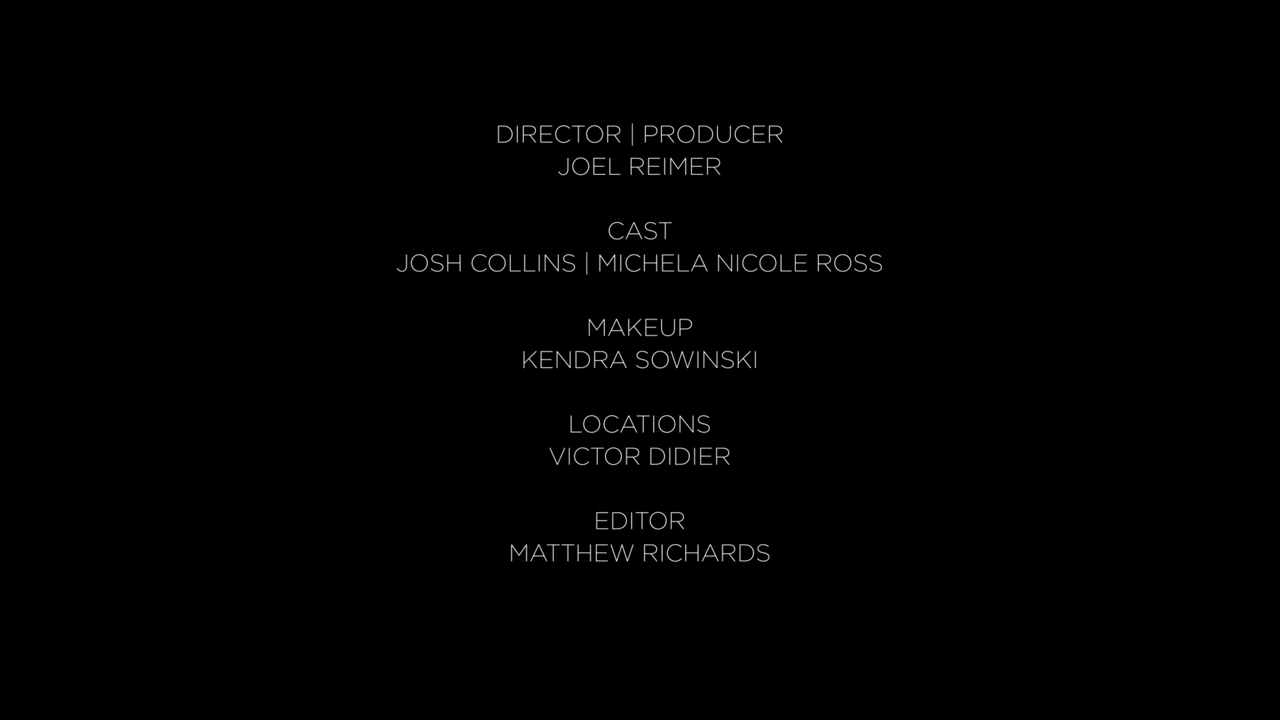 DIRECTOR | PRODUCER
JOEL REIMER
CAST
JOSH COLLINS | MICHELA NICOLE ROSS
MAKEUP
KENDRA SOWINSKI
LOCATIONS
VICTOR DIDIER
EDITOR
MATTHEW RICHARDS